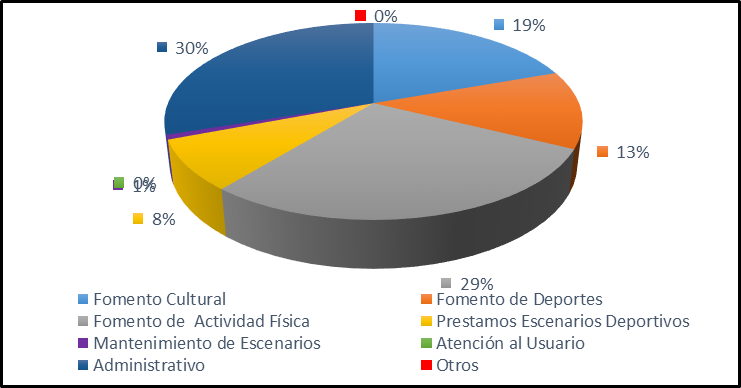 0%
19%
30%
13%
0%
1%
8%
29%
Fomento Cultural
Fomento de Deportes
Fomento de  Actividad Física
Prestamos Escenarios Deportivos
Mantenimiento de Escenarios
Atención al Usuario
Administrativo
Otros